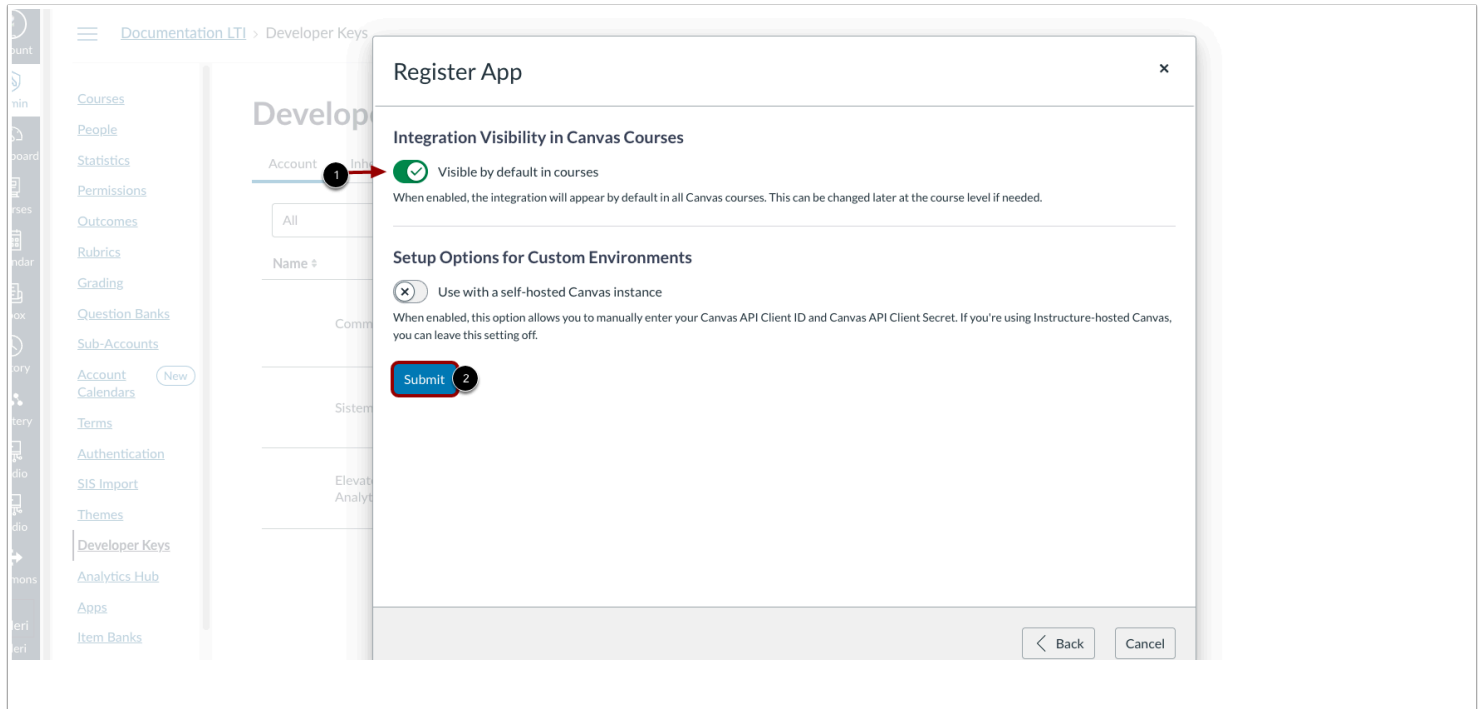 Documentation LTI > Developer Keys
Courses
People
Statistics
Permissions
Outcomes
Rubrics
Grading
Question Banks
Sub-Accounts
Account
Calendars
New
Terms
Authentication
SIS Import
Themes
Developer Keys
Analytics Hub
Apps
Item Banks
Account
All
Name
Register App
×
Integration Visibility in Canvas Courses
1
Visible by default in courses
When enabled, the integration will appear by default in all Canvas courses. This can be changed later at the course level if needed.
Setup Options for Custom Environments
Use with a self-hosted Canvas instance
When enabled, this option allows you to manually enter your Canvas API Client ID and Canvas API Client Secret. If you're using Instructure-hosted Canvas,
you can leave this setting off.
Submit
2
Back
Cancel